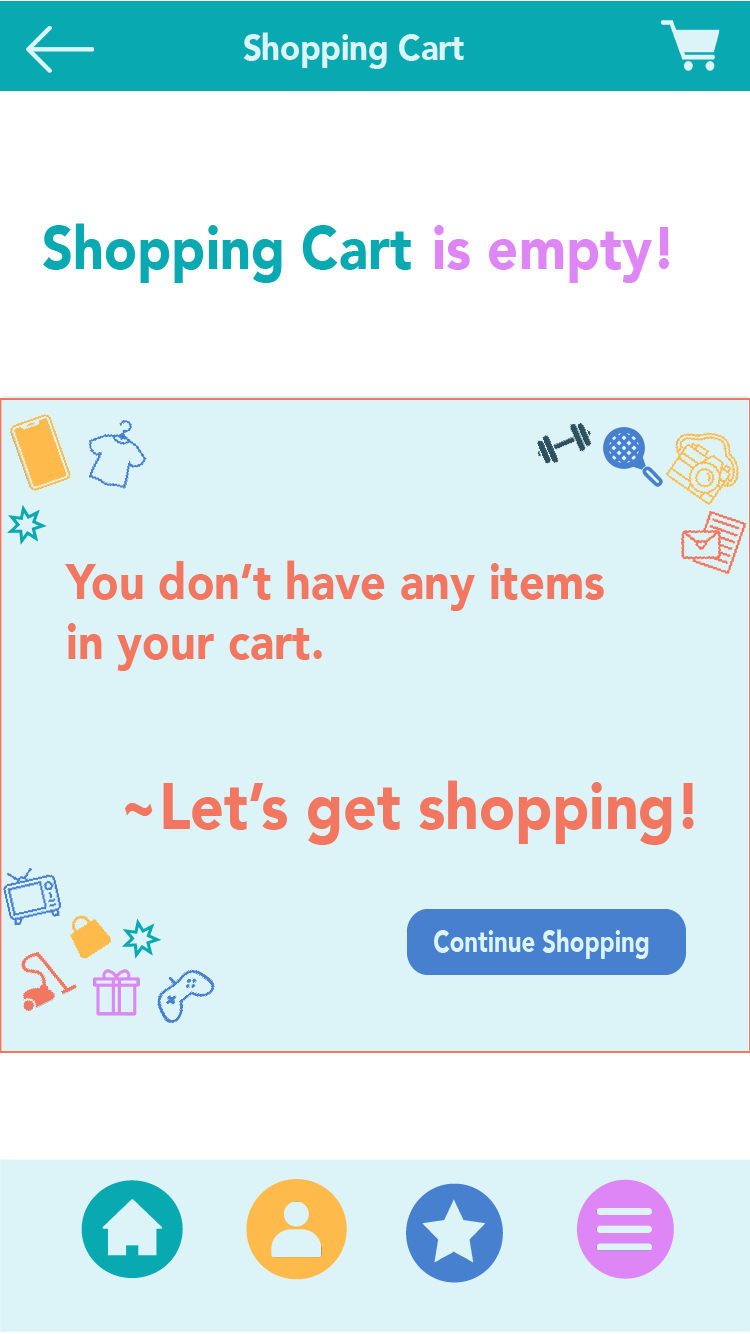 Shopping Cart
Shopping Cart is empty!
You don’t have any items
in your cart.
~Let’s get shopping!
Continue Shopping